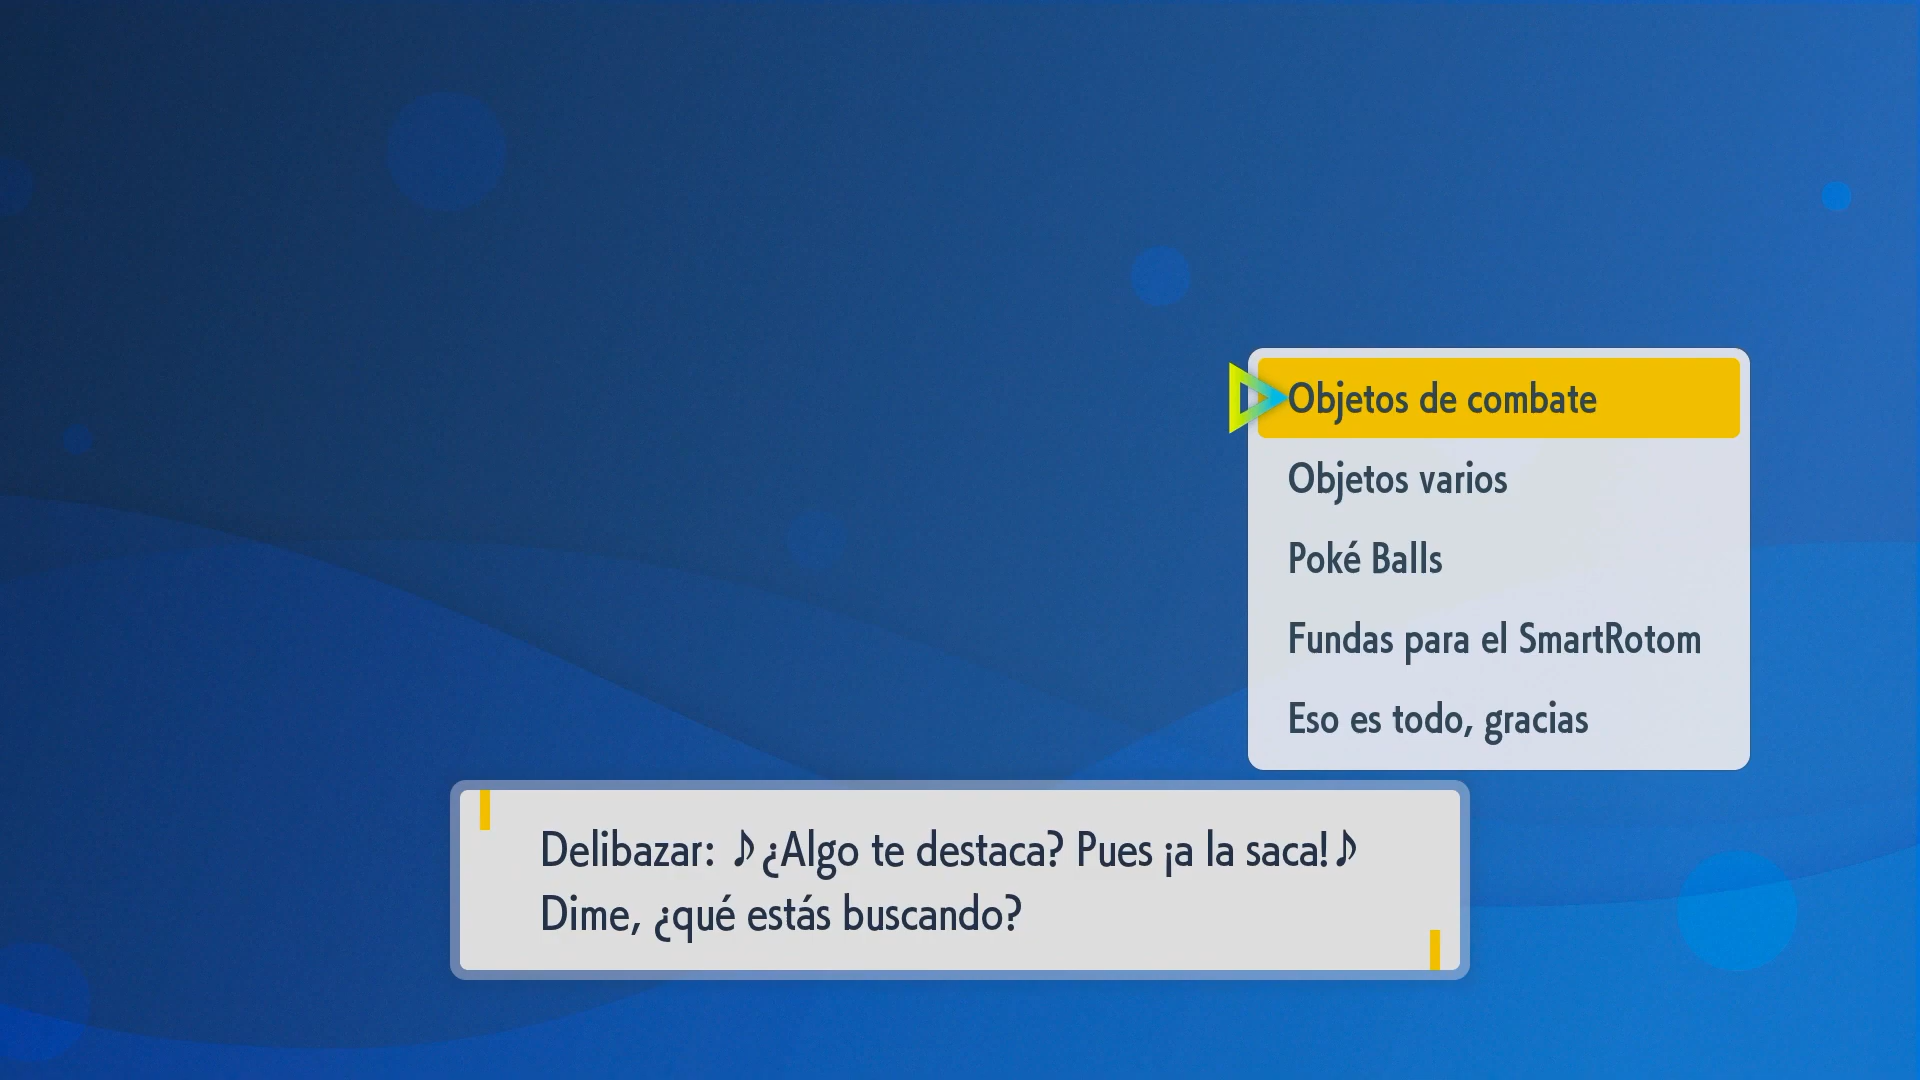 Objetos de combate
Objetos varios
Poké Balls
Fundas para el SmartRotom
Eso es todo, gracias
Delibazar: ♪¿Algo te destaca? Pues ¡a la saca!♪
Dime, ¿qué estás buscando?